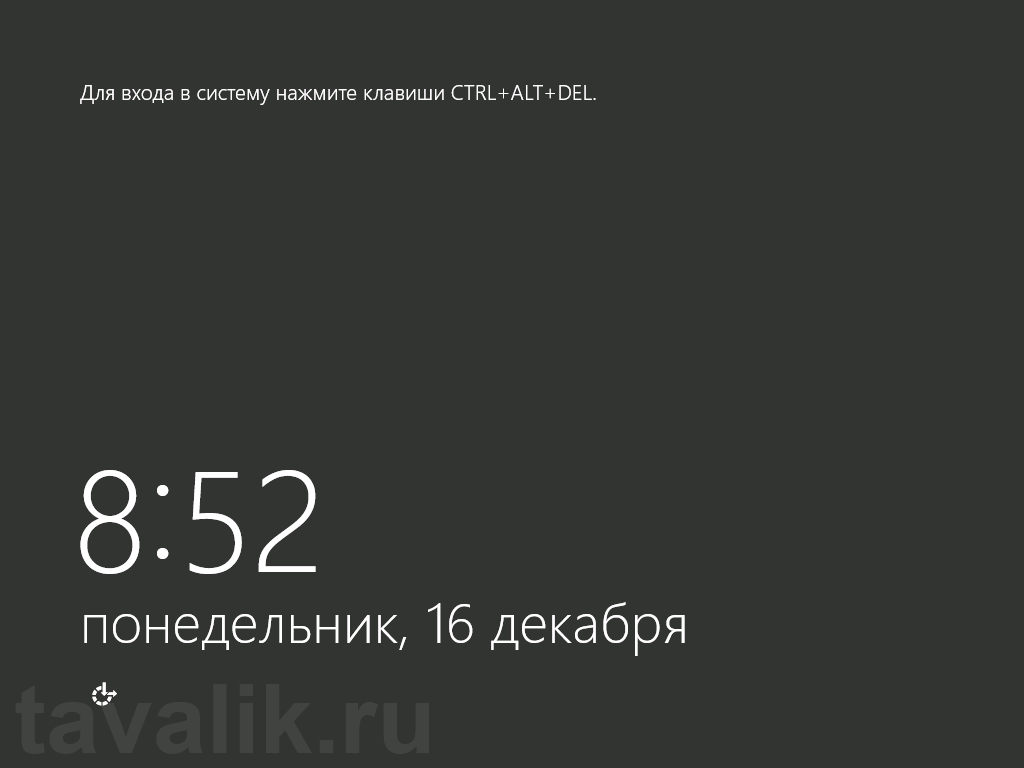 Для входа в систему нажмите клавиши CTRL+ALT+DEL.
8:52
понедельник, 16 декабря
tavalik.ru